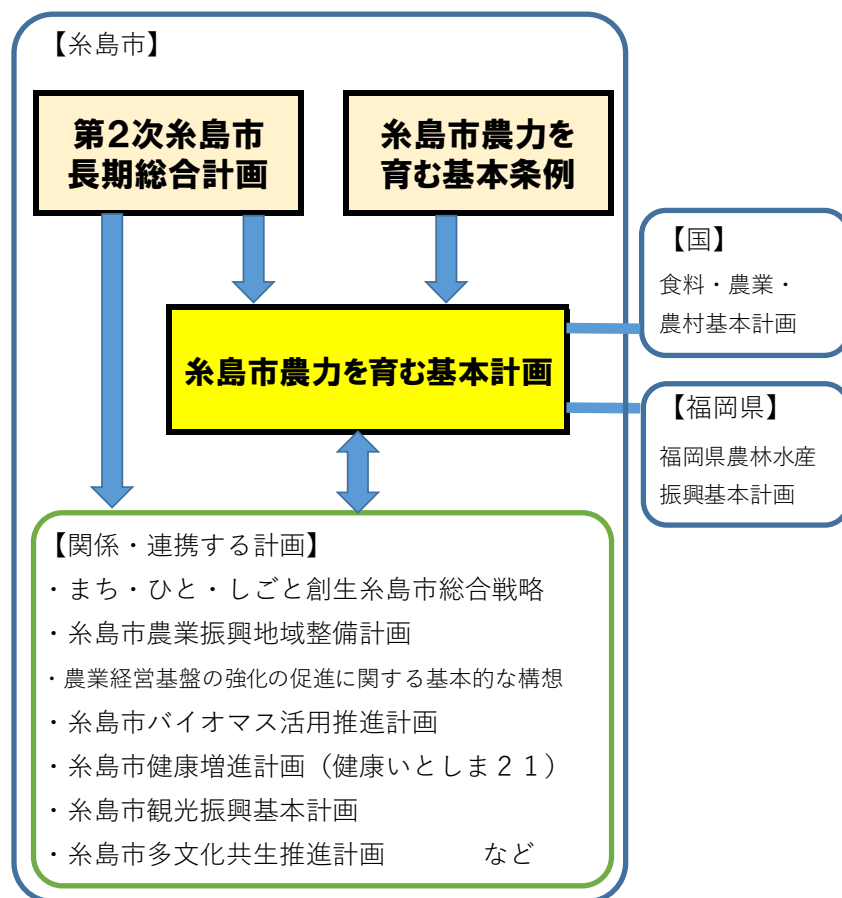 【糸島市】
第2次糸島市
長期総合計画
糸島市農力を
育む基本条例
糸島市農力を育む基本計画
【国】
食料・農業・
農村基本計画
【福岡県】
福岡県農林水産
振興基本計画
【関係・連携する計画】
・まち・ひと・しごと創生糸島市総合戦略
・糸島市農業振興地域整備計画
・農業経営基盤の強化の促進に関する基本的な構想
・糸島市バイオマス活用推進計画
・糸島市健康増進計画（健康いとしま２１）
・糸島市観光振興基本計画
・糸島市多文化共生推進計画　　　　など